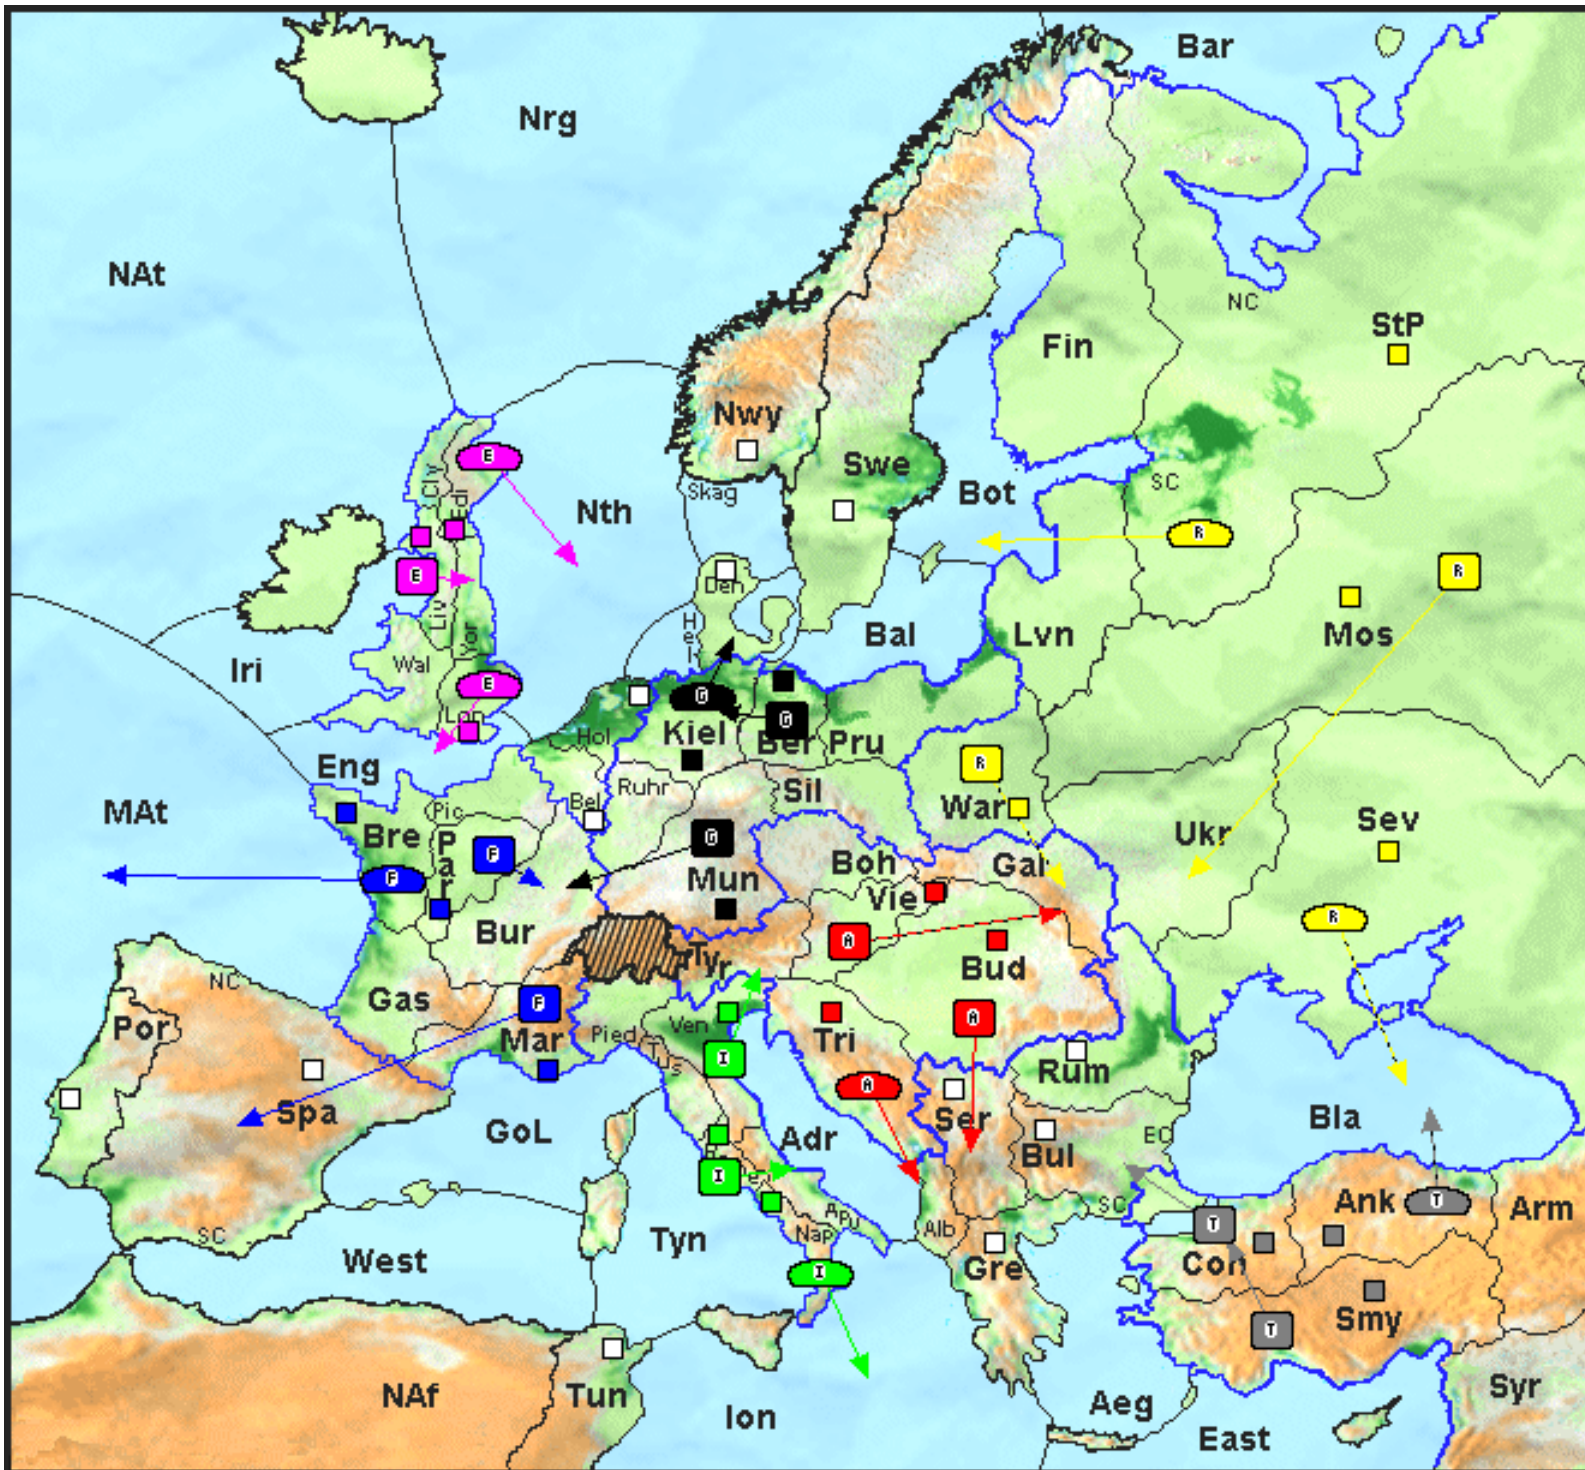 Bar
Nrg
NAt
NC
StP
Fin
Nwy
Swe
SC
Skag
Bot
Nth
Cly
Edi
E
R
R
Den
E
Liv
Yor
Hel
Bal
Lvn
Mos
Iri
Wal
E
G
G
Lon
Hol
Kiel
Ber
Pru
Eng
Ruhr
Sil
R
War
MAt
Pic
Bel
Ukr
Sev
Bre
Par
F
G
Boh
Gal
F
Mun
Vie
R
Bur
A
Bud
Tyr
NC
Gas
F
A
Por
Mar
Pied
Ven
Tri
Rum
Tus
I
A
Ser
Spa
GoL
Adr
Bul
EC
Bla
I
Apu
SC
Ank
T
Arm
SC
Tyn
Nap
Alb
T
West
I
Gre
Con
Smy
T
NAf
Tun
Ion
Aeg
Syr
East